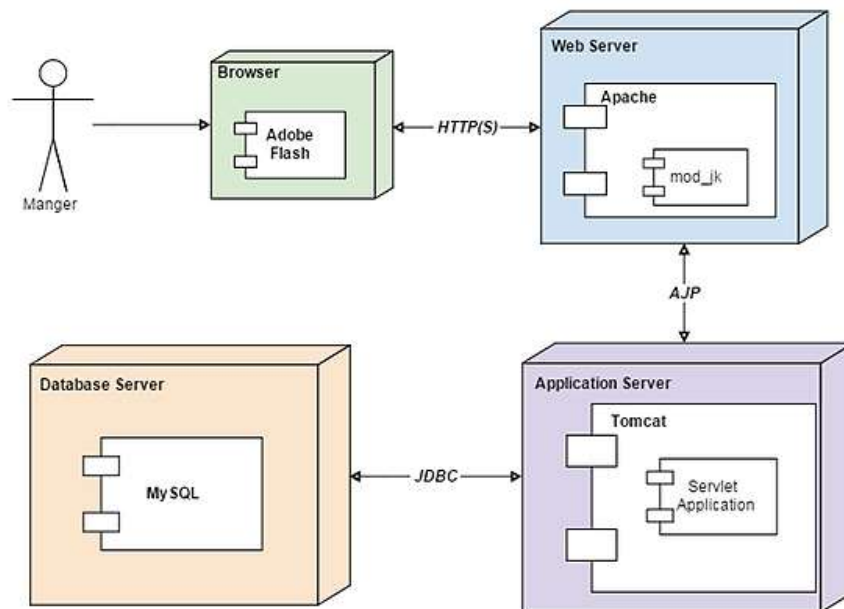 Manger
Browser
Adobe
Flash
HTTP(S)
Web Server
Apache
mod_jk
AJP
Application Server
Tomcat
Servlet
Application
JDBC
Database Server
MySQL